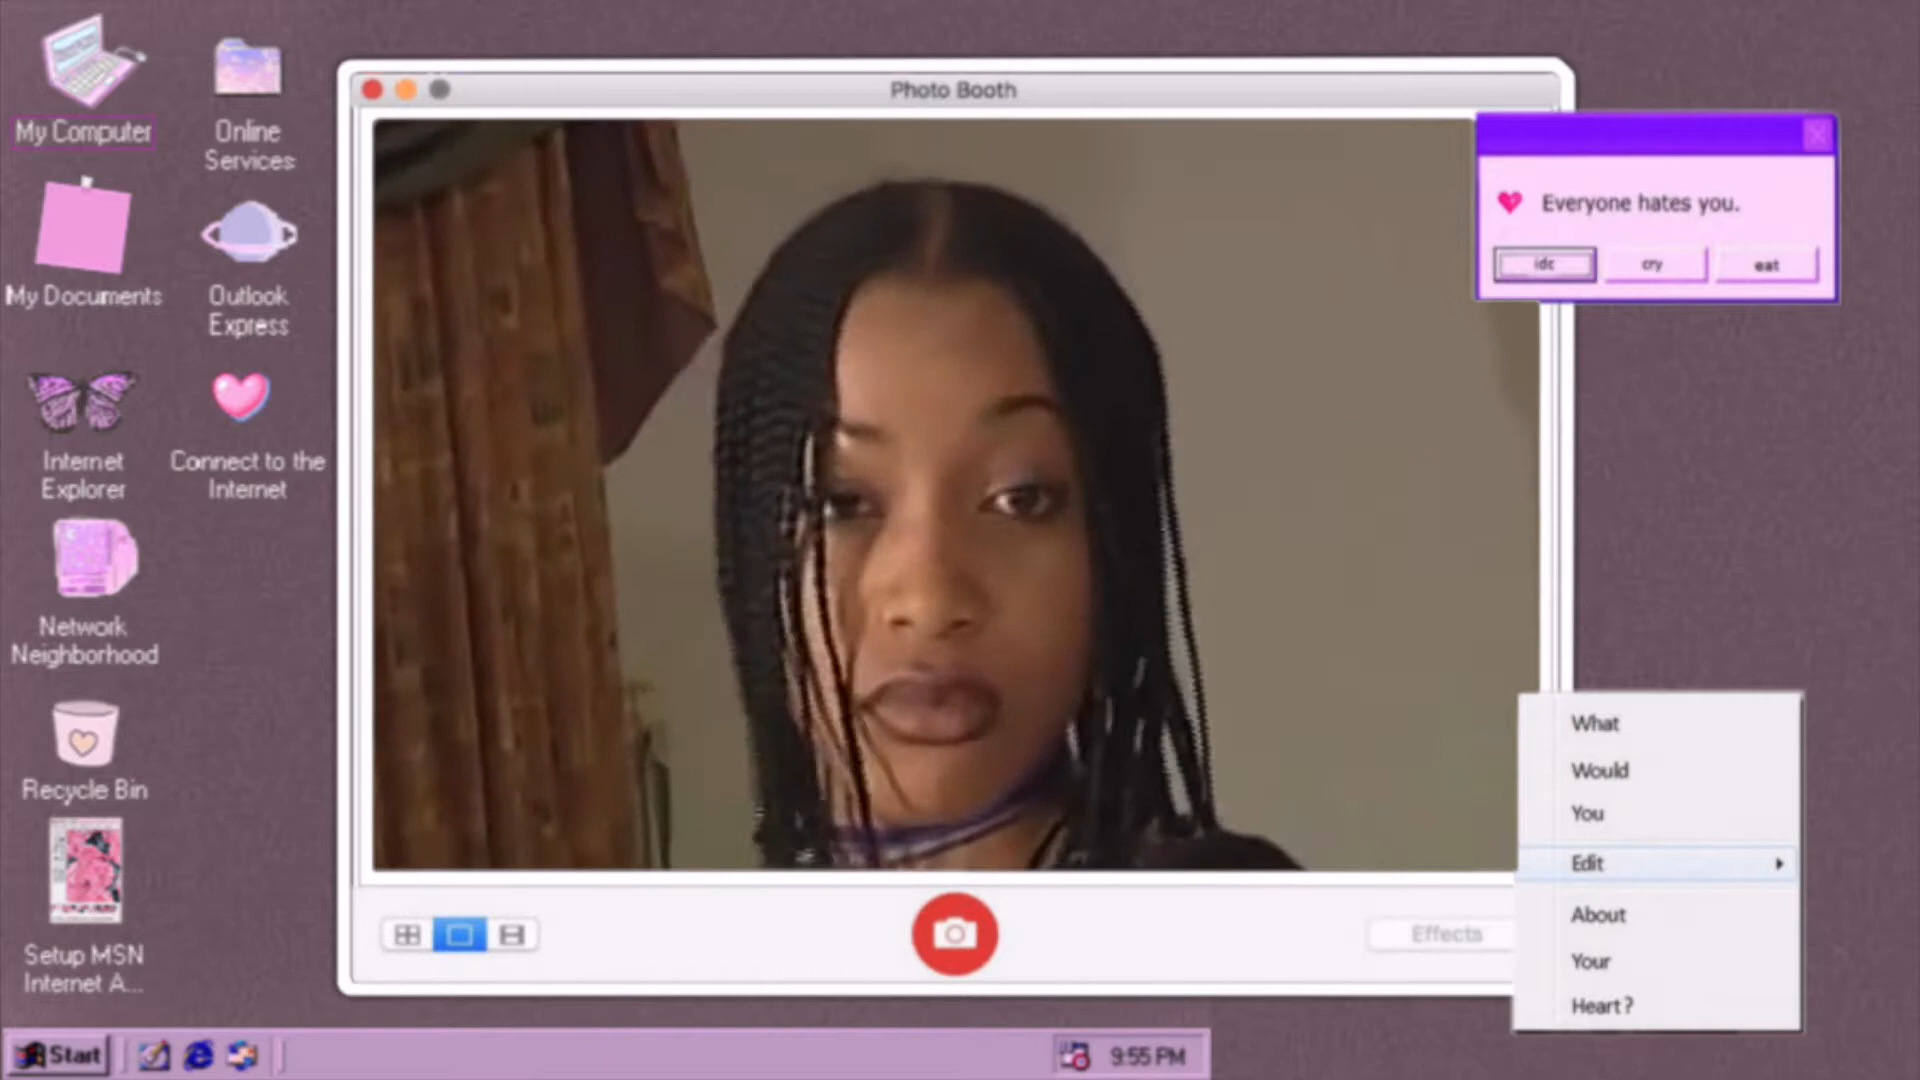 My Computer
Online
Services
My Documents
Outlook
Express
Internet
Explorer
Connect to the
Internet
Network
Neighborhood
Recycle Bin
Setup MSN
Internet A...
Photo Booth
Everyone hates you.
idc
cry
eat
Effects
What
Would
You
Edit
About
Your
Heart?
Start
9:55 PM